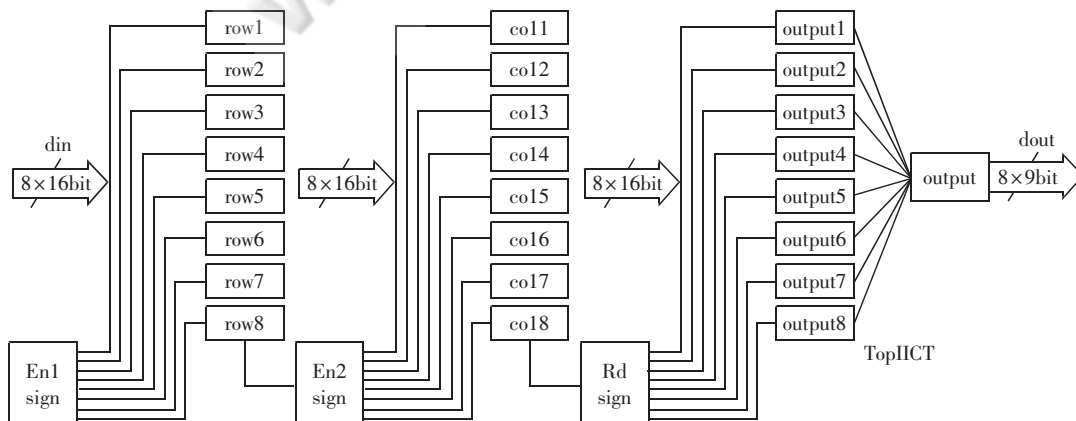 din
8×16bit
row1
row2
row3
row4
row5
row6
row7
row8
En1
sign
8×16bit
co11
co12
co13
co14
co15
co16
co17
co18
En2
sign
8×16bit
output1
output2
output3
output4
output5
output6
output7
output8
Rd
sign
TopIICT
output
dout
8×9bit